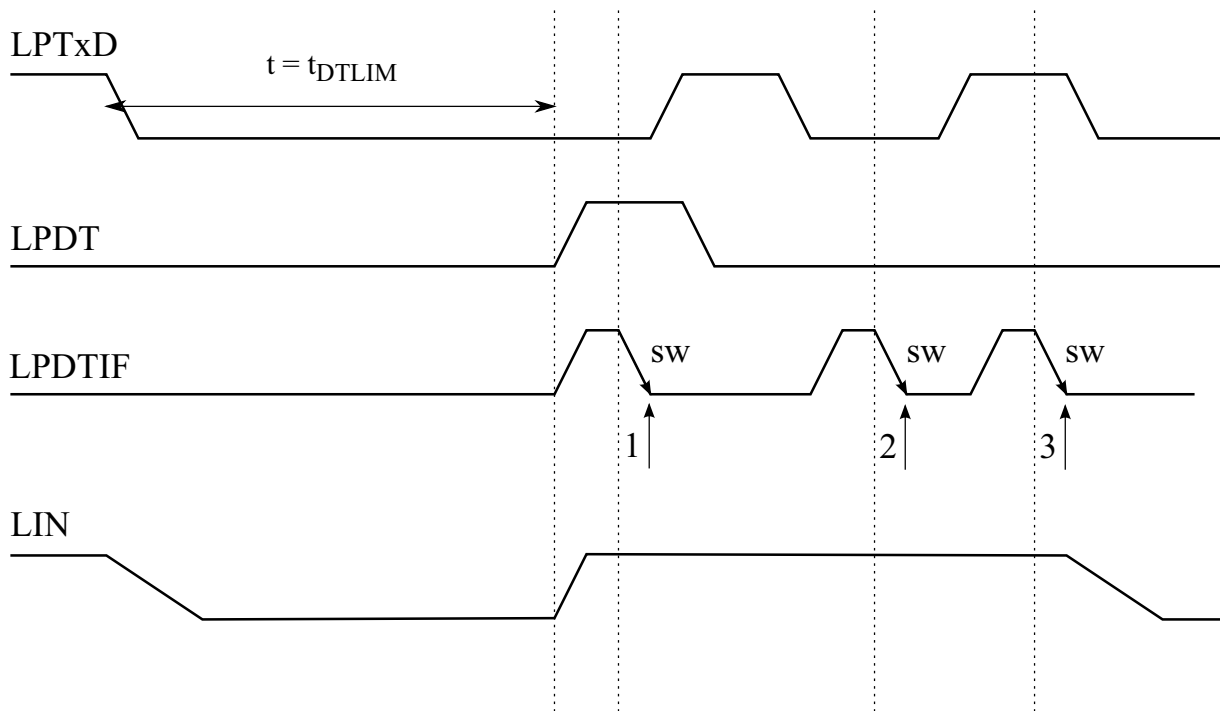 LPTxD
t = tDTLIM
LPDT
LPDTIF
sw
sw
sw
1
2
3
LIN